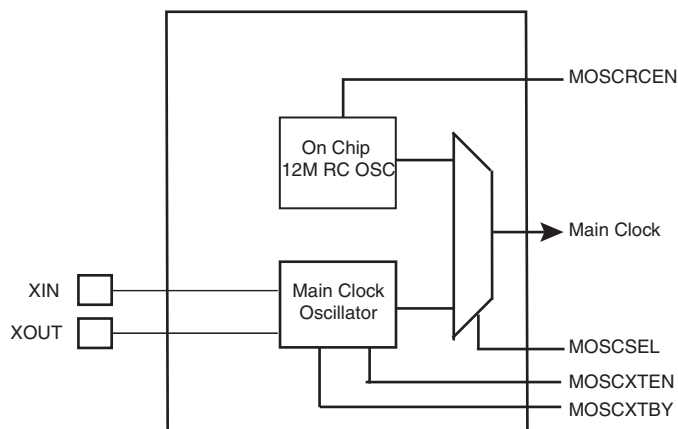 MOSCRCEN
On Chip
12M RC OSC
Main Clock
XIN
Main Clock
Oscillator
XOUT
MOSCSEL
MOSCXTEN
MOSCXTBY